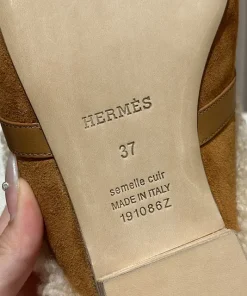 HERMÈS
37
semelle cuir
MADE IN ITALY
191086Z